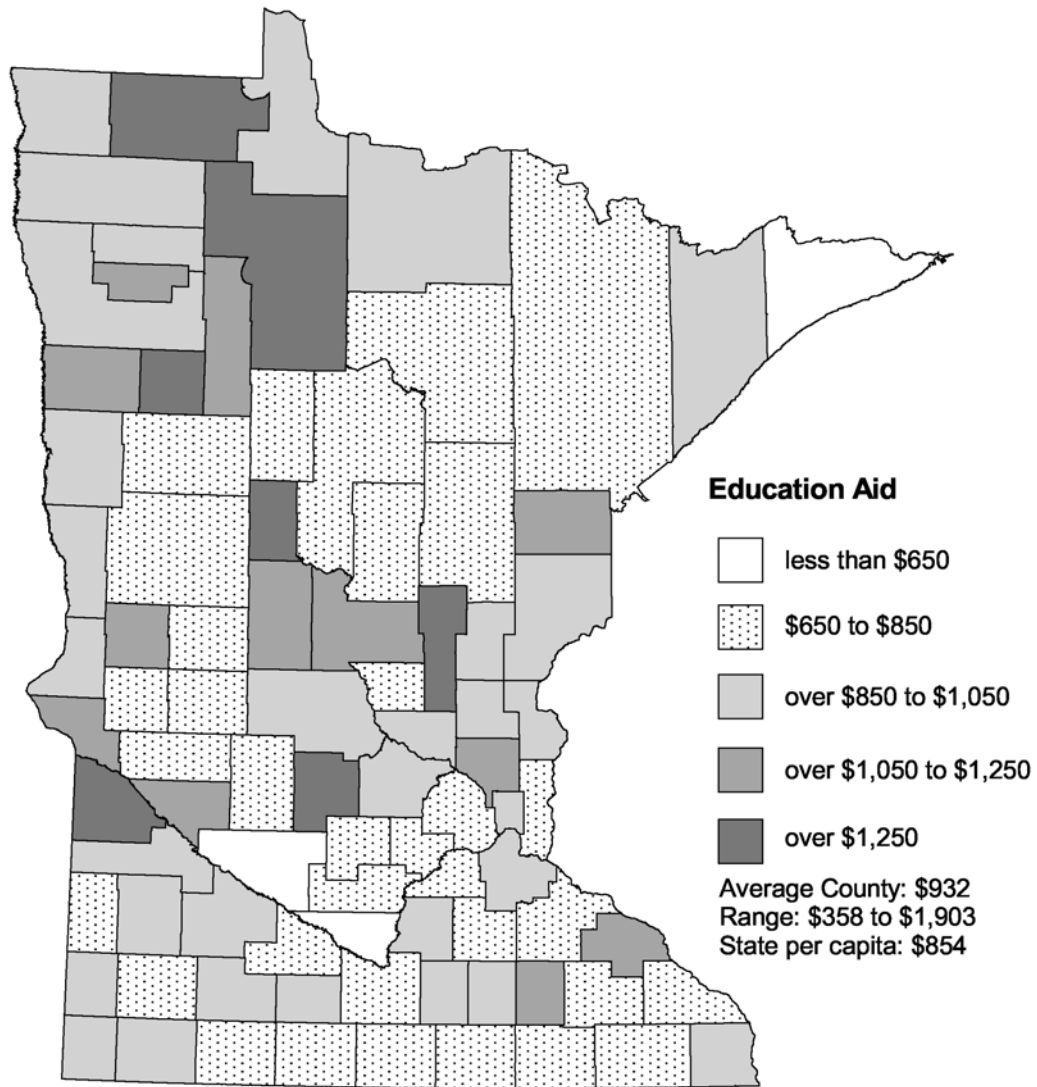 Education Aid
less than $650
$650 to $850
over $850 to $1,050
over $1,050 to $1,250
over $1,250
Average County: $932
Range: $358 to $1,903
State per capita: $854